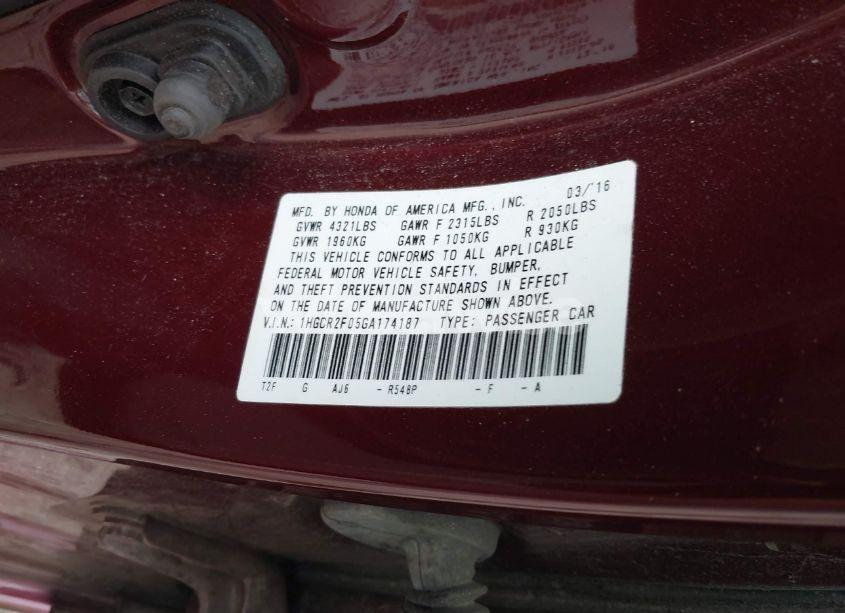 MFD. BY HONDA OF AMERICA MFG., INC. 03/'16
GVWR 4321LBS GAWR F 2315LBS R 2050LBS
GVWR 1960KG GAWR F 1050KG R 930KG
THIS VEHICLE CONFORMS TO ALL APPLICABLE
FEDERAL MOTOR VEHICLE SAFETY, BUMPER,
AND THEFT PREVENTION STANDARDS IN EFFECT
ON THE DATE OF MANUFACTURE SHOWN ABOVE.
V.I.N.: 1HGCR2F05GA174187 TYPE: PASSENGER CAR
T2F G AJ6 - R548P - F - A